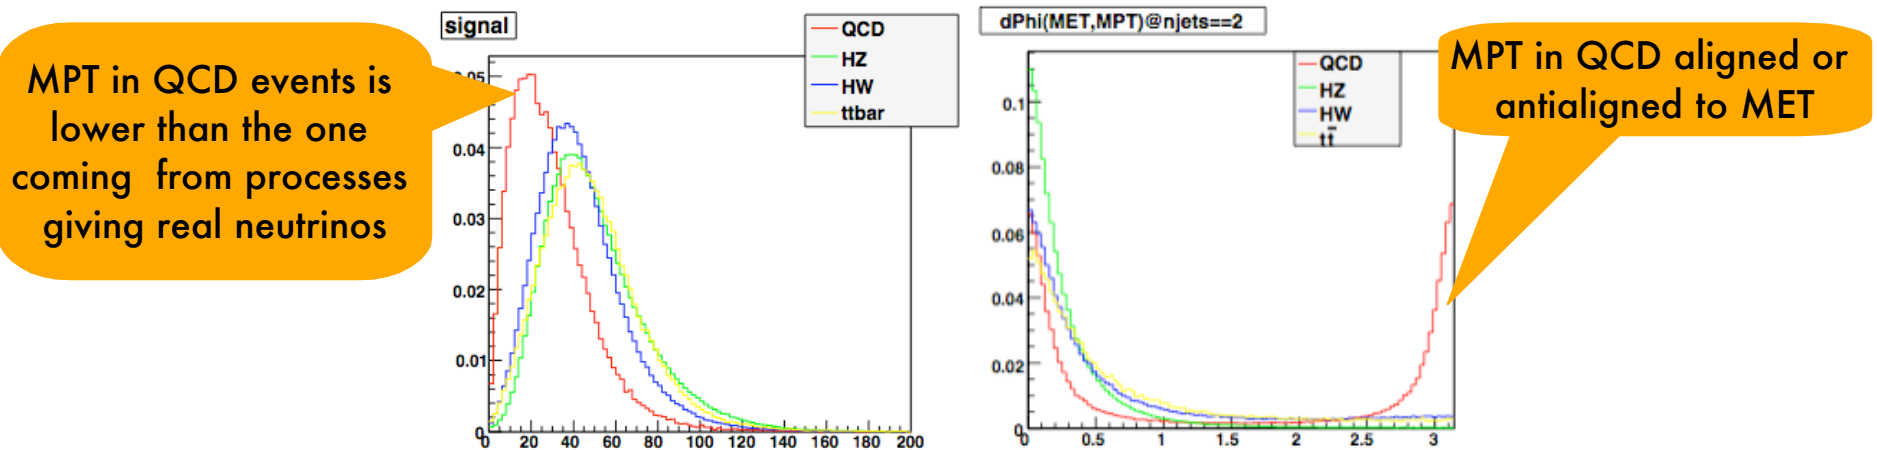 MPT in QCD events is
lower than the one
coming from processes
giving real neutrinos
signal
QCD
HZ
HW
ttbar
0.04
0.03
0.02
0.01
0
0 20 40 60 80 100 120 140 160 180 200
dPhi(MET,MPT)@njets==2
QCD
HZ
HW
tt̄
0.1
0.08
0.06
0.04
0.02
0
0 0.5 1 1.5 2 2.5 3
MPT in QCD aligned or
antialigned to MET